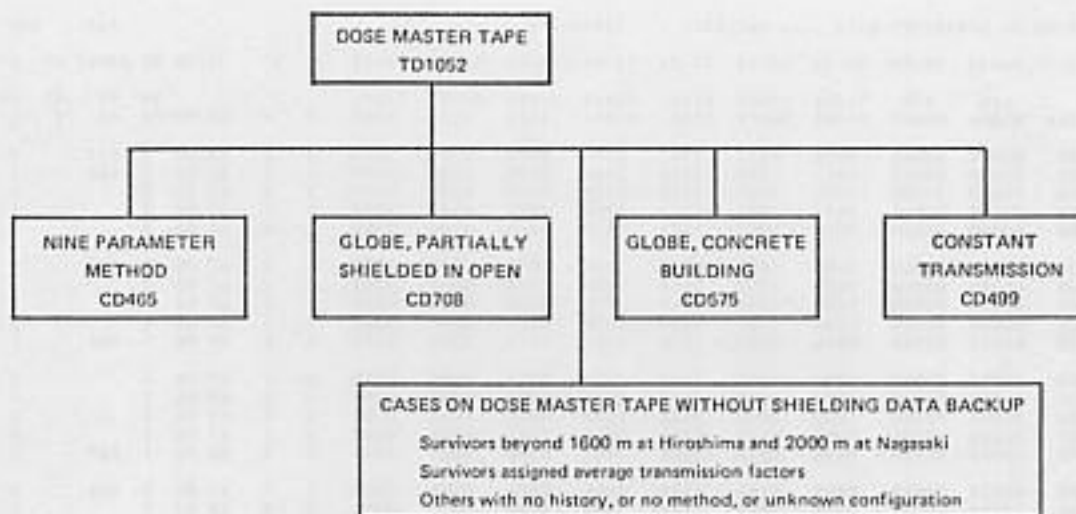 DOSE MASTER TAPE
TD1052
NINE PARAMETER
METHOD
CD465
GLOBE, PARTIALLY
SHIELDED IN OPEN
CD708
GLOBE, CONCRETE
BUILDING
CD575
CONSTANT
TRANSMISSION
CD499
CASES ON DOSE MASTER TAPE WITHOUT SHIELDING DATA BACKUP
Survivors beyond 1600 m at Hiroshima and 2000 m at Nagasaki
Survivors assigned average transmission factors
Others with no history, or no method, or unknown configuration